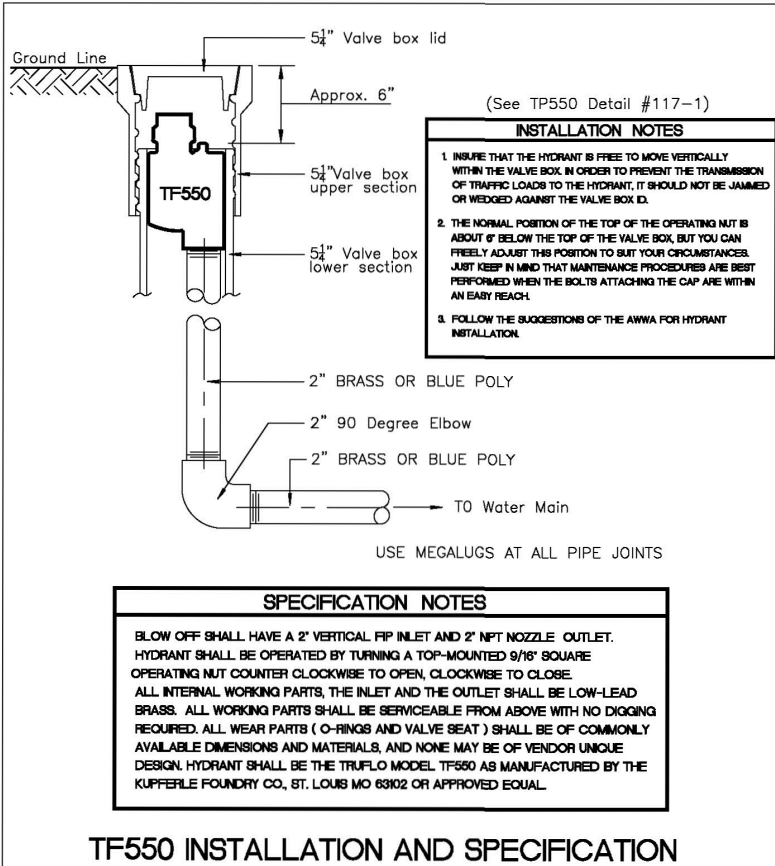 5¼" Valve box lid
Ground Line
Approx. 6"
(See TP550 Detail #117-1)
5¼"Valve box
upper section
TF550
5¼" Valve box
lower section
INSTALLATION NOTES
1. INSURE THAT THE HYDRANT IS FREE TO MOVE VERTICALLY
WITHIN THE VALVE BOX. IN ORDER TO PREVENT THE TRANSMISSION
OF TRAFFIC LOADS TO THE HYDRANT, IT SHOULD NOT BE JAMMED
OR WEDGED AGAINST THE VALVE BOX ID.
2. THE NORMAL POSITION OF THE TOP OF THE OPERATING NUT IS
ABOUT 6" BELOW THE TOP OF THE VALVE BOX, BUT YOU CAN
FREELY ADJUST THIS POSITION TO SUIT YOUR CIRCUMSTANCES.
JUST KEEP IN MIND THAT MAINTENANCE PROCEDURES ARE BEST
PERFORMED WHEN THE BOLTS ATTACHING THE CAP ARE WITHIN
AN EASY REACH.
3. FOLLOW THE SUGGESTIONS OF THE AWWA FOR HYDRANT
INSTALLATION.
2" BRASS OR BLUE POLY
2" 90 Degree Elbow
2" BRASS OR BLUE POLY
TO Water Main
USE MEGALUGS AT ALL PIPE JOINTS
SPECIFICATION NOTES
BLOW OFF SHALL HAVE A 2" VERTICAL FIP INLET AND 2" NPT NOZZLE OUTLET.
HYDRANT SHALL BE OPERATED BY TURNING A TOP-MOUNTED 9/16" SQUARE
OPERATING NUT COUNTER CLOCKWISE TO OPEN, CLOCKWISE TO CLOSE.
ALL INTERNAL WORKING PARTS, THE INLET AND THE OUTLET SHALL BE LOW-LEAD
BRASS. ALL WORKING PARTS SHALL BE SERVICEABLE FROM ABOVE WITH NO DIGGING
REQUIRED. ALL WEAR PARTS ( O-RINGS AND VALVE SEAT ) SHALL BE OF COMMONLY
AVAILABLE DIMENSIONS AND MATERIALS, AND NONE MAY BE OF VENDOR UNIQUE
DESIGN. HYDRANT SHALL BE THE TRUFLO MODEL TF550 AS MANUFACTURED BY THE
KUPFERLE FOUNDRY CO., ST. LOUIS MO 63102 OR APPROVED EQUAL.
TF550 INSTALLATION AND SPECIFICATION